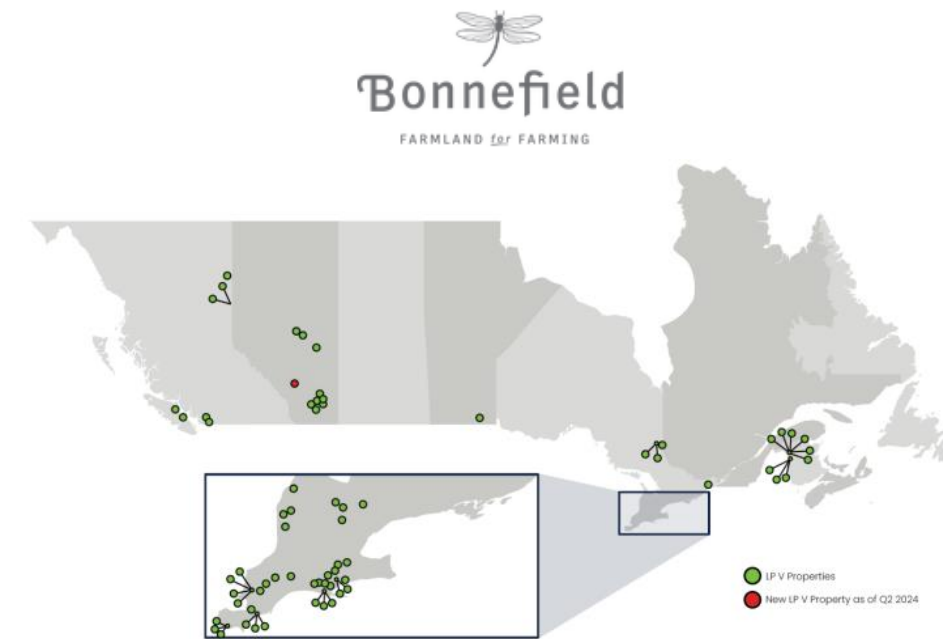 Bonnefield
FARMLAND for FARMING
LP V Properties
New LP V Property as of Q2 2024